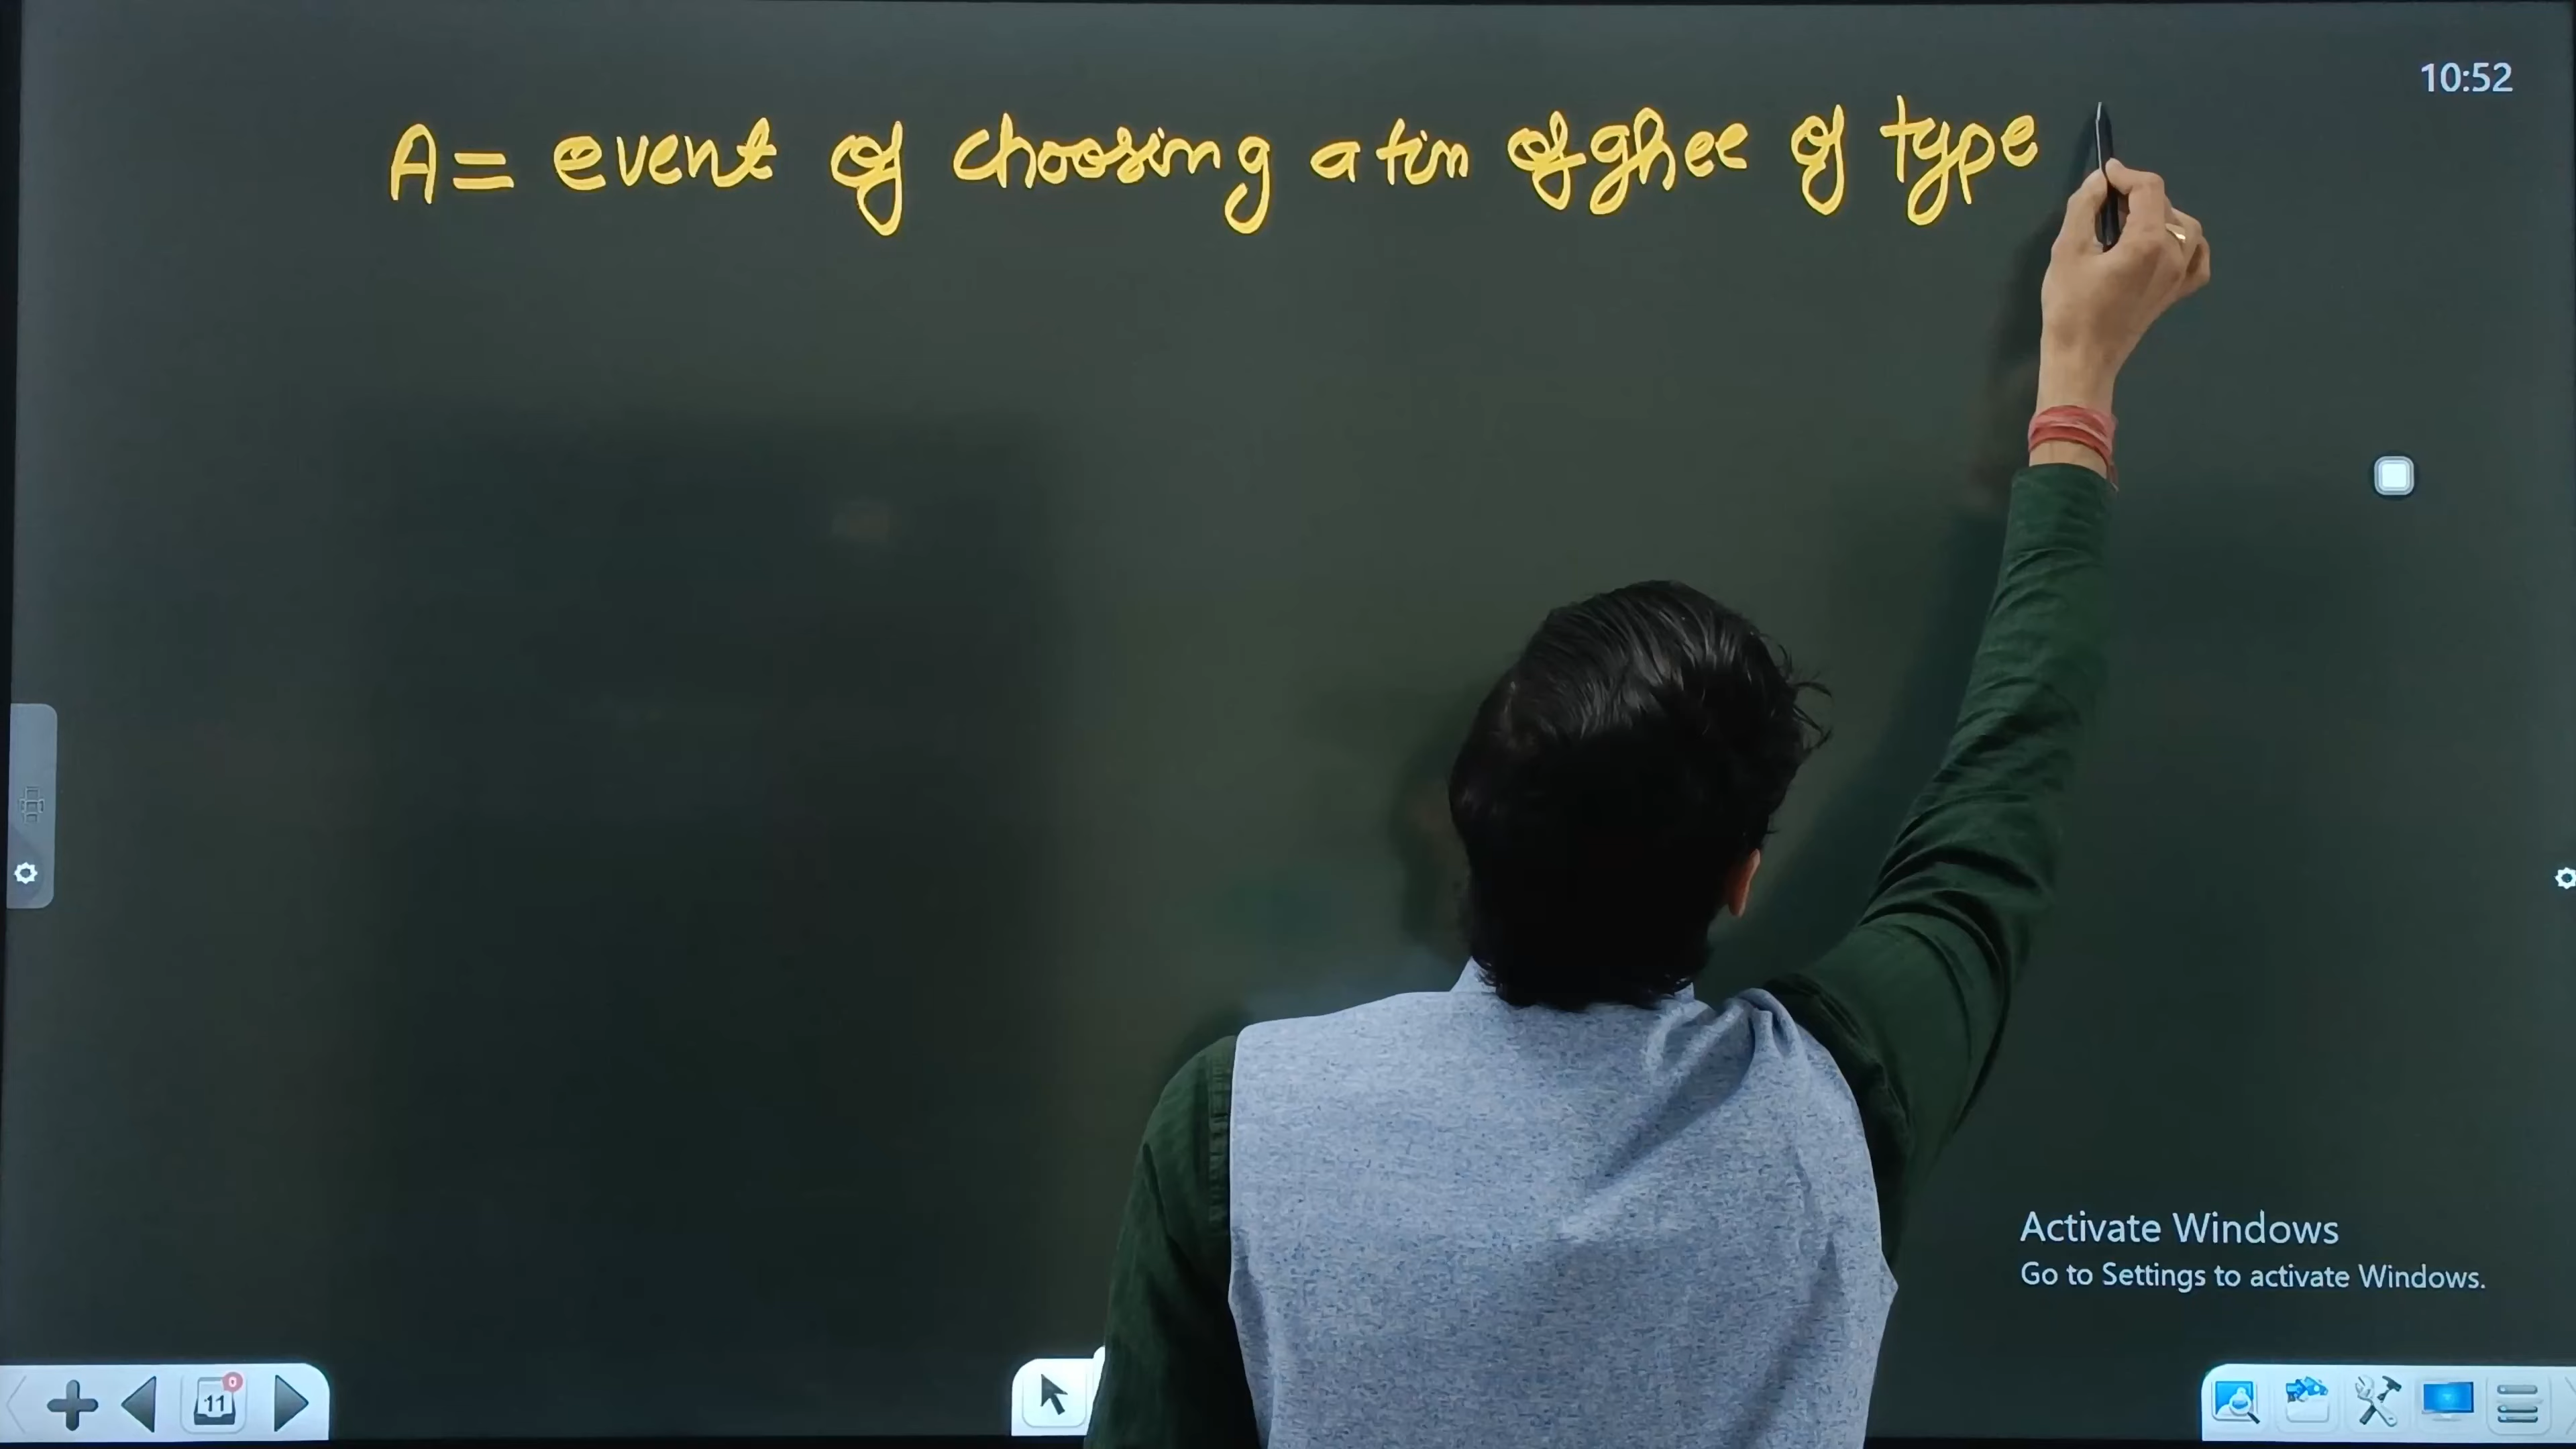 10:52
A = event of choosing a tin of ghee of type
Activate Windows
Go to Settings to activate Windows.
11
0